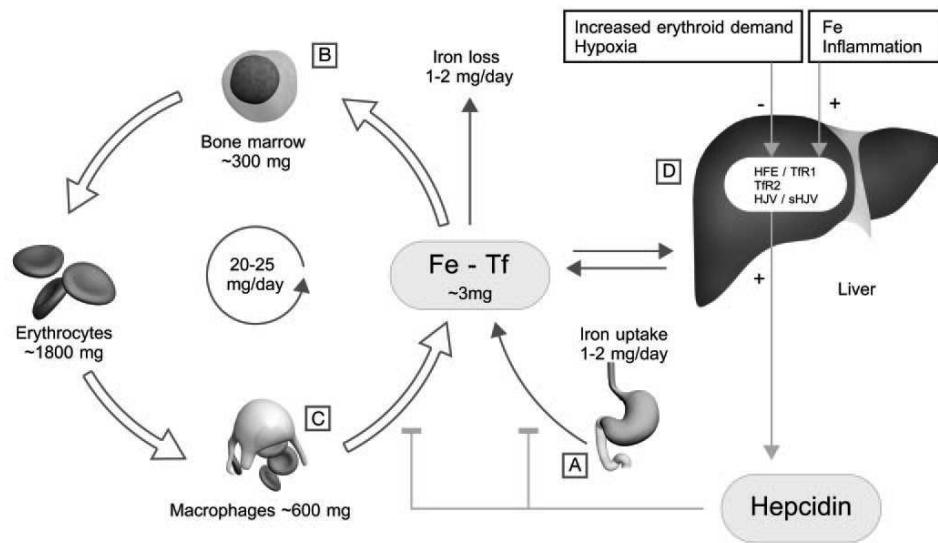 Increased erythroid demand
Hypoxia
Fe
Inflammation
Iron loss
1-2 mg/day
B
Bone marrow
~300 mg
-
+
D
HFE / TfR1
TfR2
HJV / sHJV
20-25
mg/day
Fe - Tf
~3mg
+
Liver
Erythrocytes
~1800 mg
Iron uptake
1-2 mg/day
C
A
Macrophages ~600 mg
Hepcidin